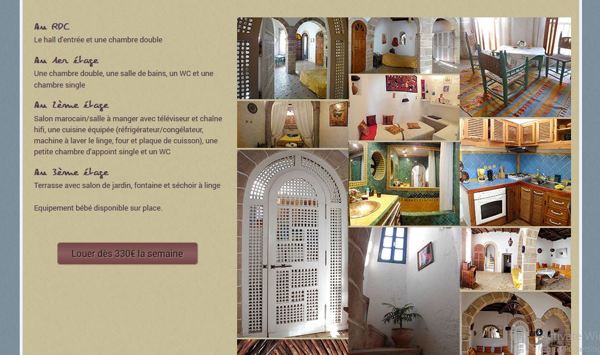 Au RDC
Le hall d'entrée et une chambre double
Au 1er étage
Une chambre double, une salle de bains, un WC et une
chambre single
Au 2ème étage
Salon marocain/salle à manger avec téléviseur et chaîne
hifi, une cuisine équipée (réfrigérateur/congélateur,
machine à laver le linge, four et plaque de cuisson), une
petite chambre d'appoint single et un WC
Au 3ème étage
Terrasse avec salon de jardin, fontaine et séchoir à linge
Equipement bébé disponible sur place.
Louer dès 330€ la semaine